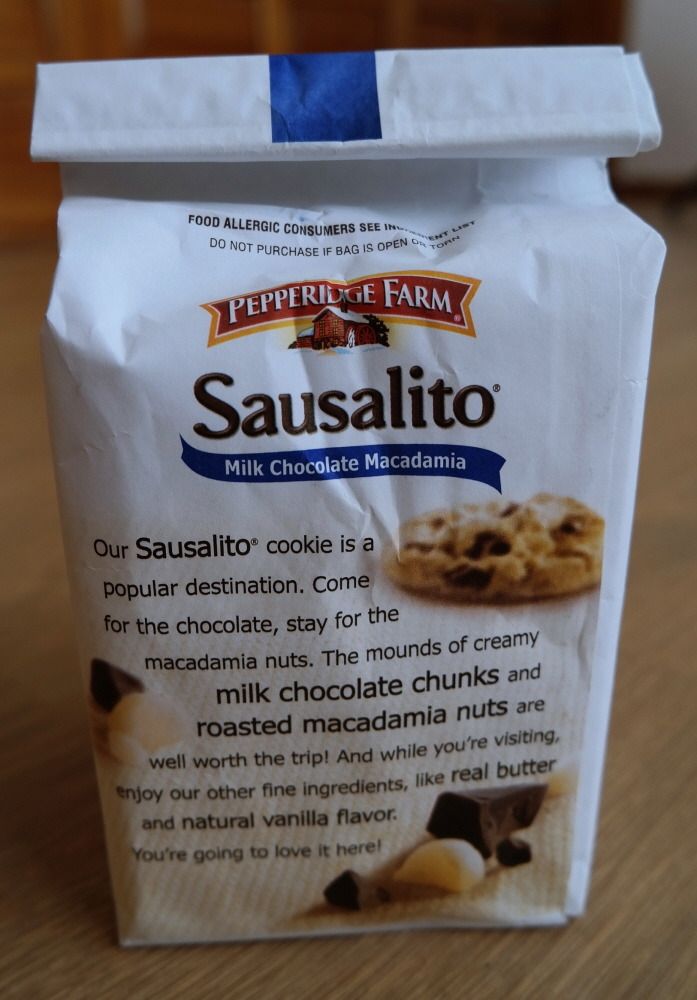 FOOD ALLERGIC CONSUMERS SEE INGREDIENT LIST
DO NOT PURCHASE IF BAG IS OPEN OR TORN
PEPPERIDGE FARM®
Sausalito®
Milk Chocolate Macadamia
Our Sausalito® cookie is a
popular destination. Come
for the chocolate, stay for the
macadamia nuts. The mounds of creamy
milk chocolate chunks and
roasted macadamia nuts are
well worth the trip! And while you're visiting,
enjoy our other fine ingredients, like real butter
and natural vanilla flavor.
You're going to love it here!